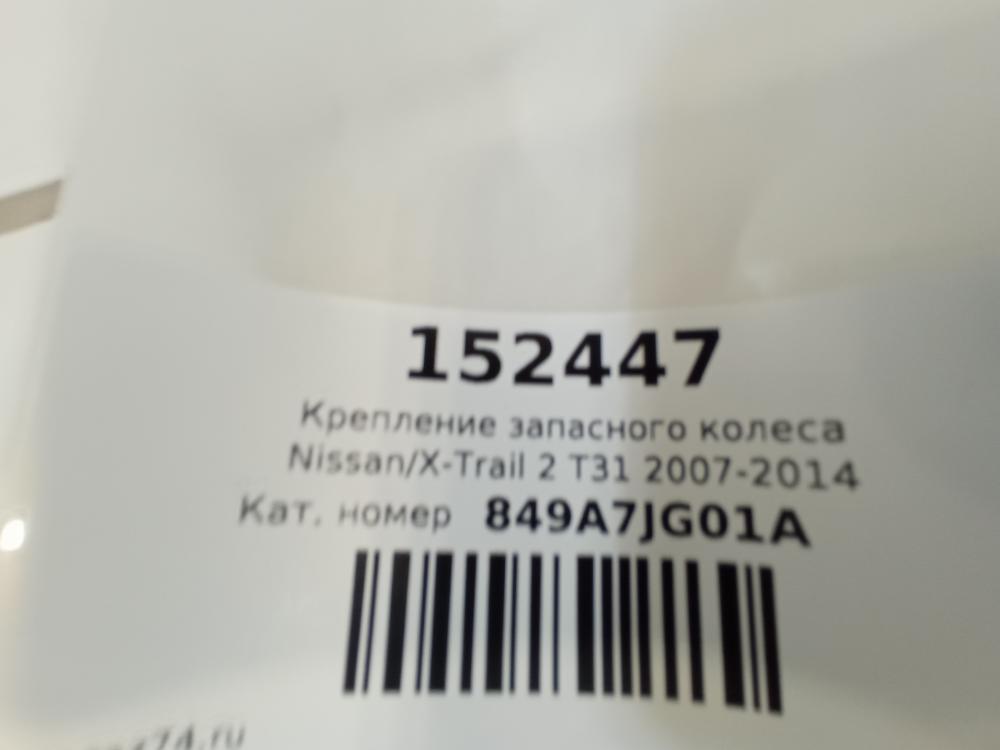 152447
Крепление запасного колеса
Nissan/X-Trail 2 T31 2007-2014
Кат. номер 849A7JG01A